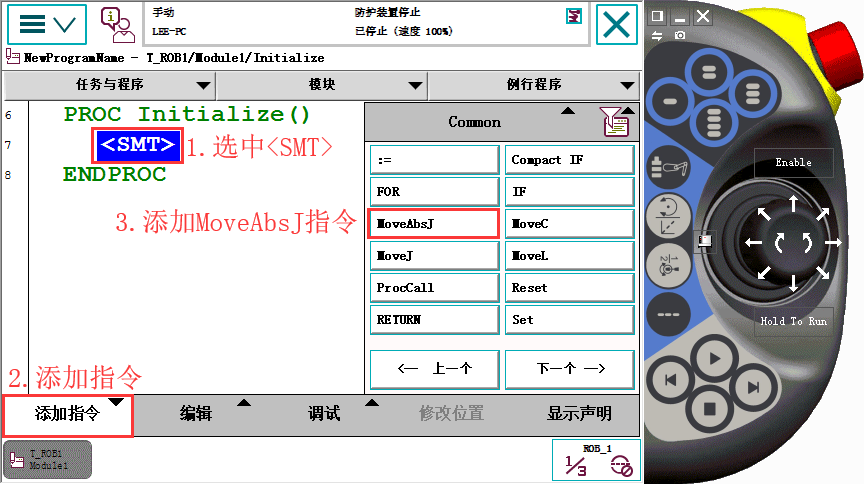 手动
防护装置停止
LEE-PC
已停止 (速度 100%)
NewProgramName - T_ROB1/Module1/Initialize
任务与程序
模块
例行程序
6 PROC Initialize()
7 <SMT>
8 ENDPROC
1.选中<SMT>
3.添加MoveAbsJ指令
2.添加指令
Common
:= Compact IF
FOR IF
MoveAbsJ MoveC
MoveJ MoveL
ProcCall Reset
RETURN Set
<— 上一个 下一个 —>
添加指令 编辑 调试 修改位置 显示声明
T_ROB1
Module1
ROB_1
1/3
Enable
Hold To Run